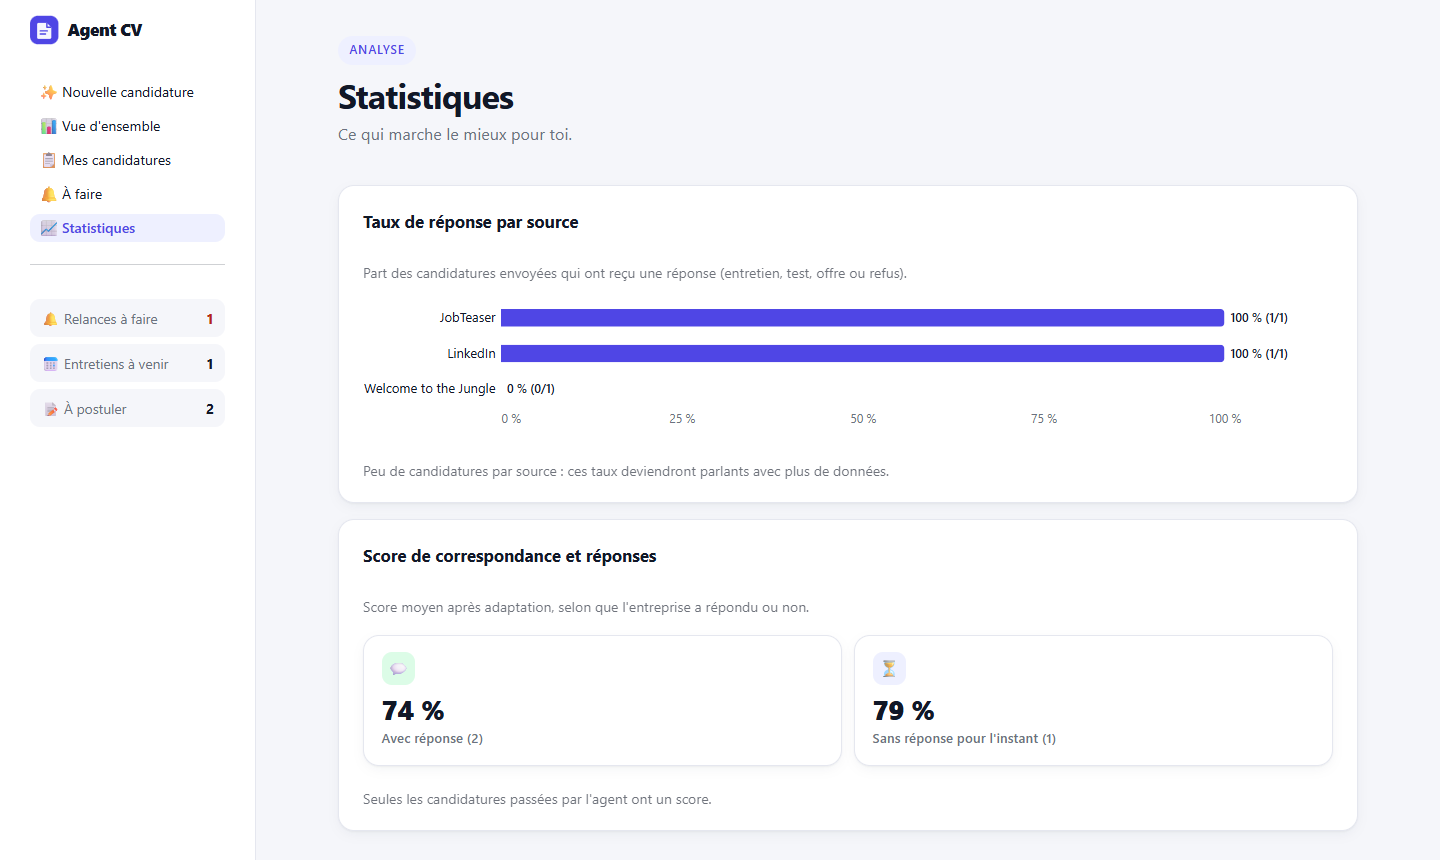 Agent CV
Nouvelle candidature
Vue d'ensemble
Mes candidatures
À faire
Statistiques
Relances à faire 1
Entretiens à venir 1
À postuler 2
ANALYSE
Statistiques
Ce qui marche le mieux pour toi.
Taux de réponse par source
Part des candidatures envoyées qui ont reçu une réponse (entretien, test, offre ou refus).
JobTeaser 100 % (1/1)
LinkedIn 100 % (1/1)
Welcome to the Jungle 0 % (0/1)
0 % 25 % 50 % 75 % 100 %
Peu de candidatures par source : ces taux deviendront parlants avec plus de données.
Score de correspondance et réponses
Score moyen après adaptation, selon que l'entreprise a répondu ou non.
74 %
Avec réponse (2)
79 %
Sans réponse pour l'instant (1)
Seules les candidatures passées par l'agent ont un score.